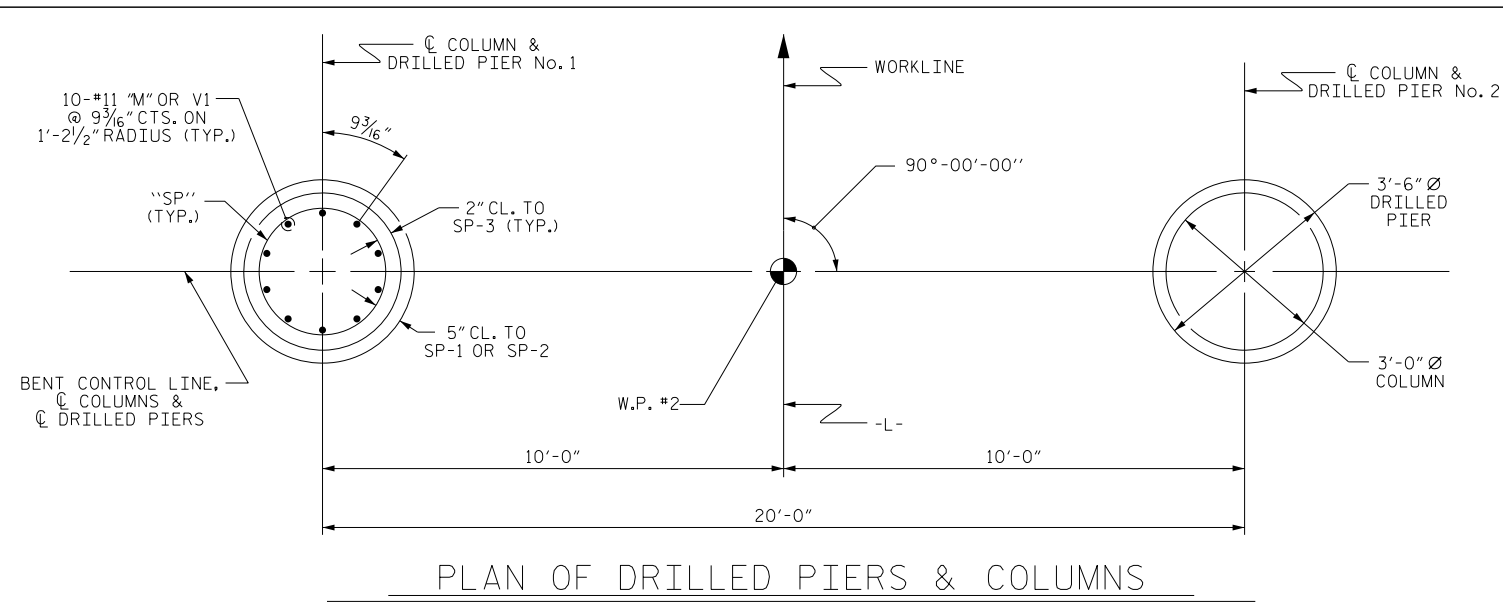 ℄ COLUMN &
DRILLED PIER No. 1
WORKLINE
℄ COLUMN &
DRILLED PIER No. 2
10-#11 "M" OR V1
@ 9 3/16" CTS. ON
1'-2 1/2" RADIUS (TYP.)
9 3/16"
90°-00'-00''
''SP''
(TYP.)
2" CL. TO
SP-3 (TYP.)
3'-6" Ø
DRILLED
PIER
5" CL. TO
SP-1 OR SP-2
3'-0" Ø
COLUMN
BENT CONTROL LINE,
℄ COLUMNS &
℄ DRILLED PIERS
W.P. #2
-L-
10'-0"
10'-0"
20'-0"
PLAN OF DRILLED PIERS & COLUMNS